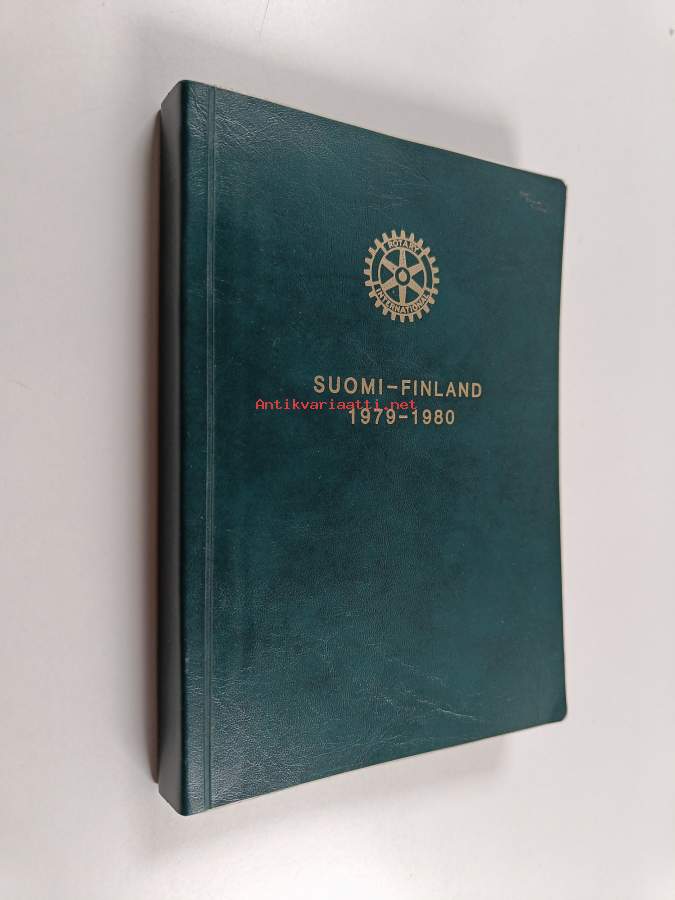 ROTARY
INTERNATIONAL
SUOMI-FINLAND
Antikvariaatti.net
1979-1980